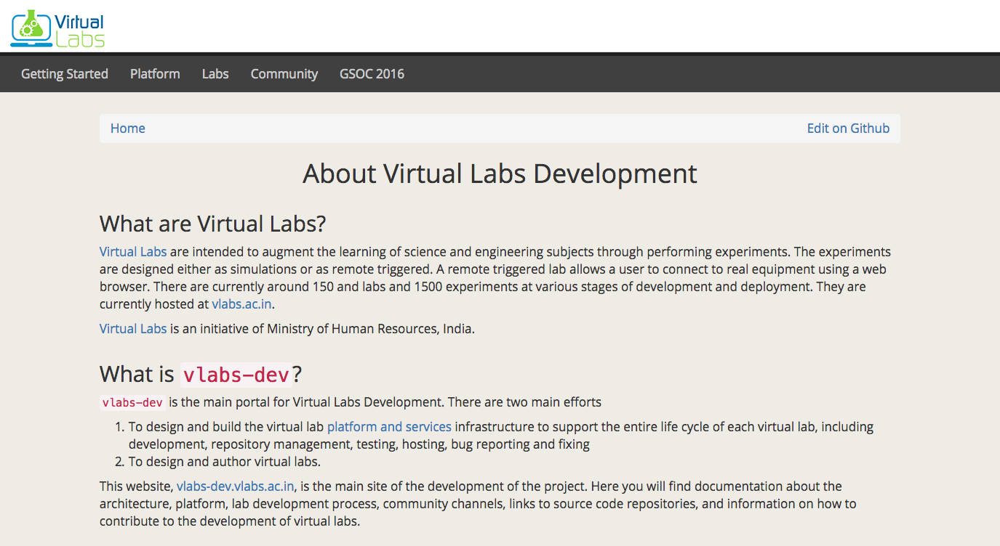 Virtual
Labs
Getting Started Platform Labs Community GSOC 2016
Home Edit on Github
About Virtual Labs Development
What are Virtual Labs?
Virtual Labs are intended to augment the learning of science and engineering subjects through performing experiments. The experiments
are designed either as simulations or as remote triggered. A remote triggered lab allows a user to connect to real equipment using a web
browser. There are currently around 150 and labs and 1500 experiments at various stages of development and deployment. They are
currently hosted at vlabs.ac.in.
Virtual Labs is an initiative of Ministry of Human Resources, India.
What is vlabs-dev?
vlabs-dev is the main portal for Virtual Labs Development. There are two main efforts
1. To design and build the virtual lab platform and services infrastructure to support the entire life cycle of each virtual lab, including
development, repository management, testing, hosting, bug reporting and fixing
2. To design and author virtual labs.
This website, vlabs-dev.vlabs.ac.in, is the main site of the development of the project. Here you will find documentation about the
architecture, platform, lab development process, community channels, links to source code repositories, and information on how to
contribute to the development of virtual labs.